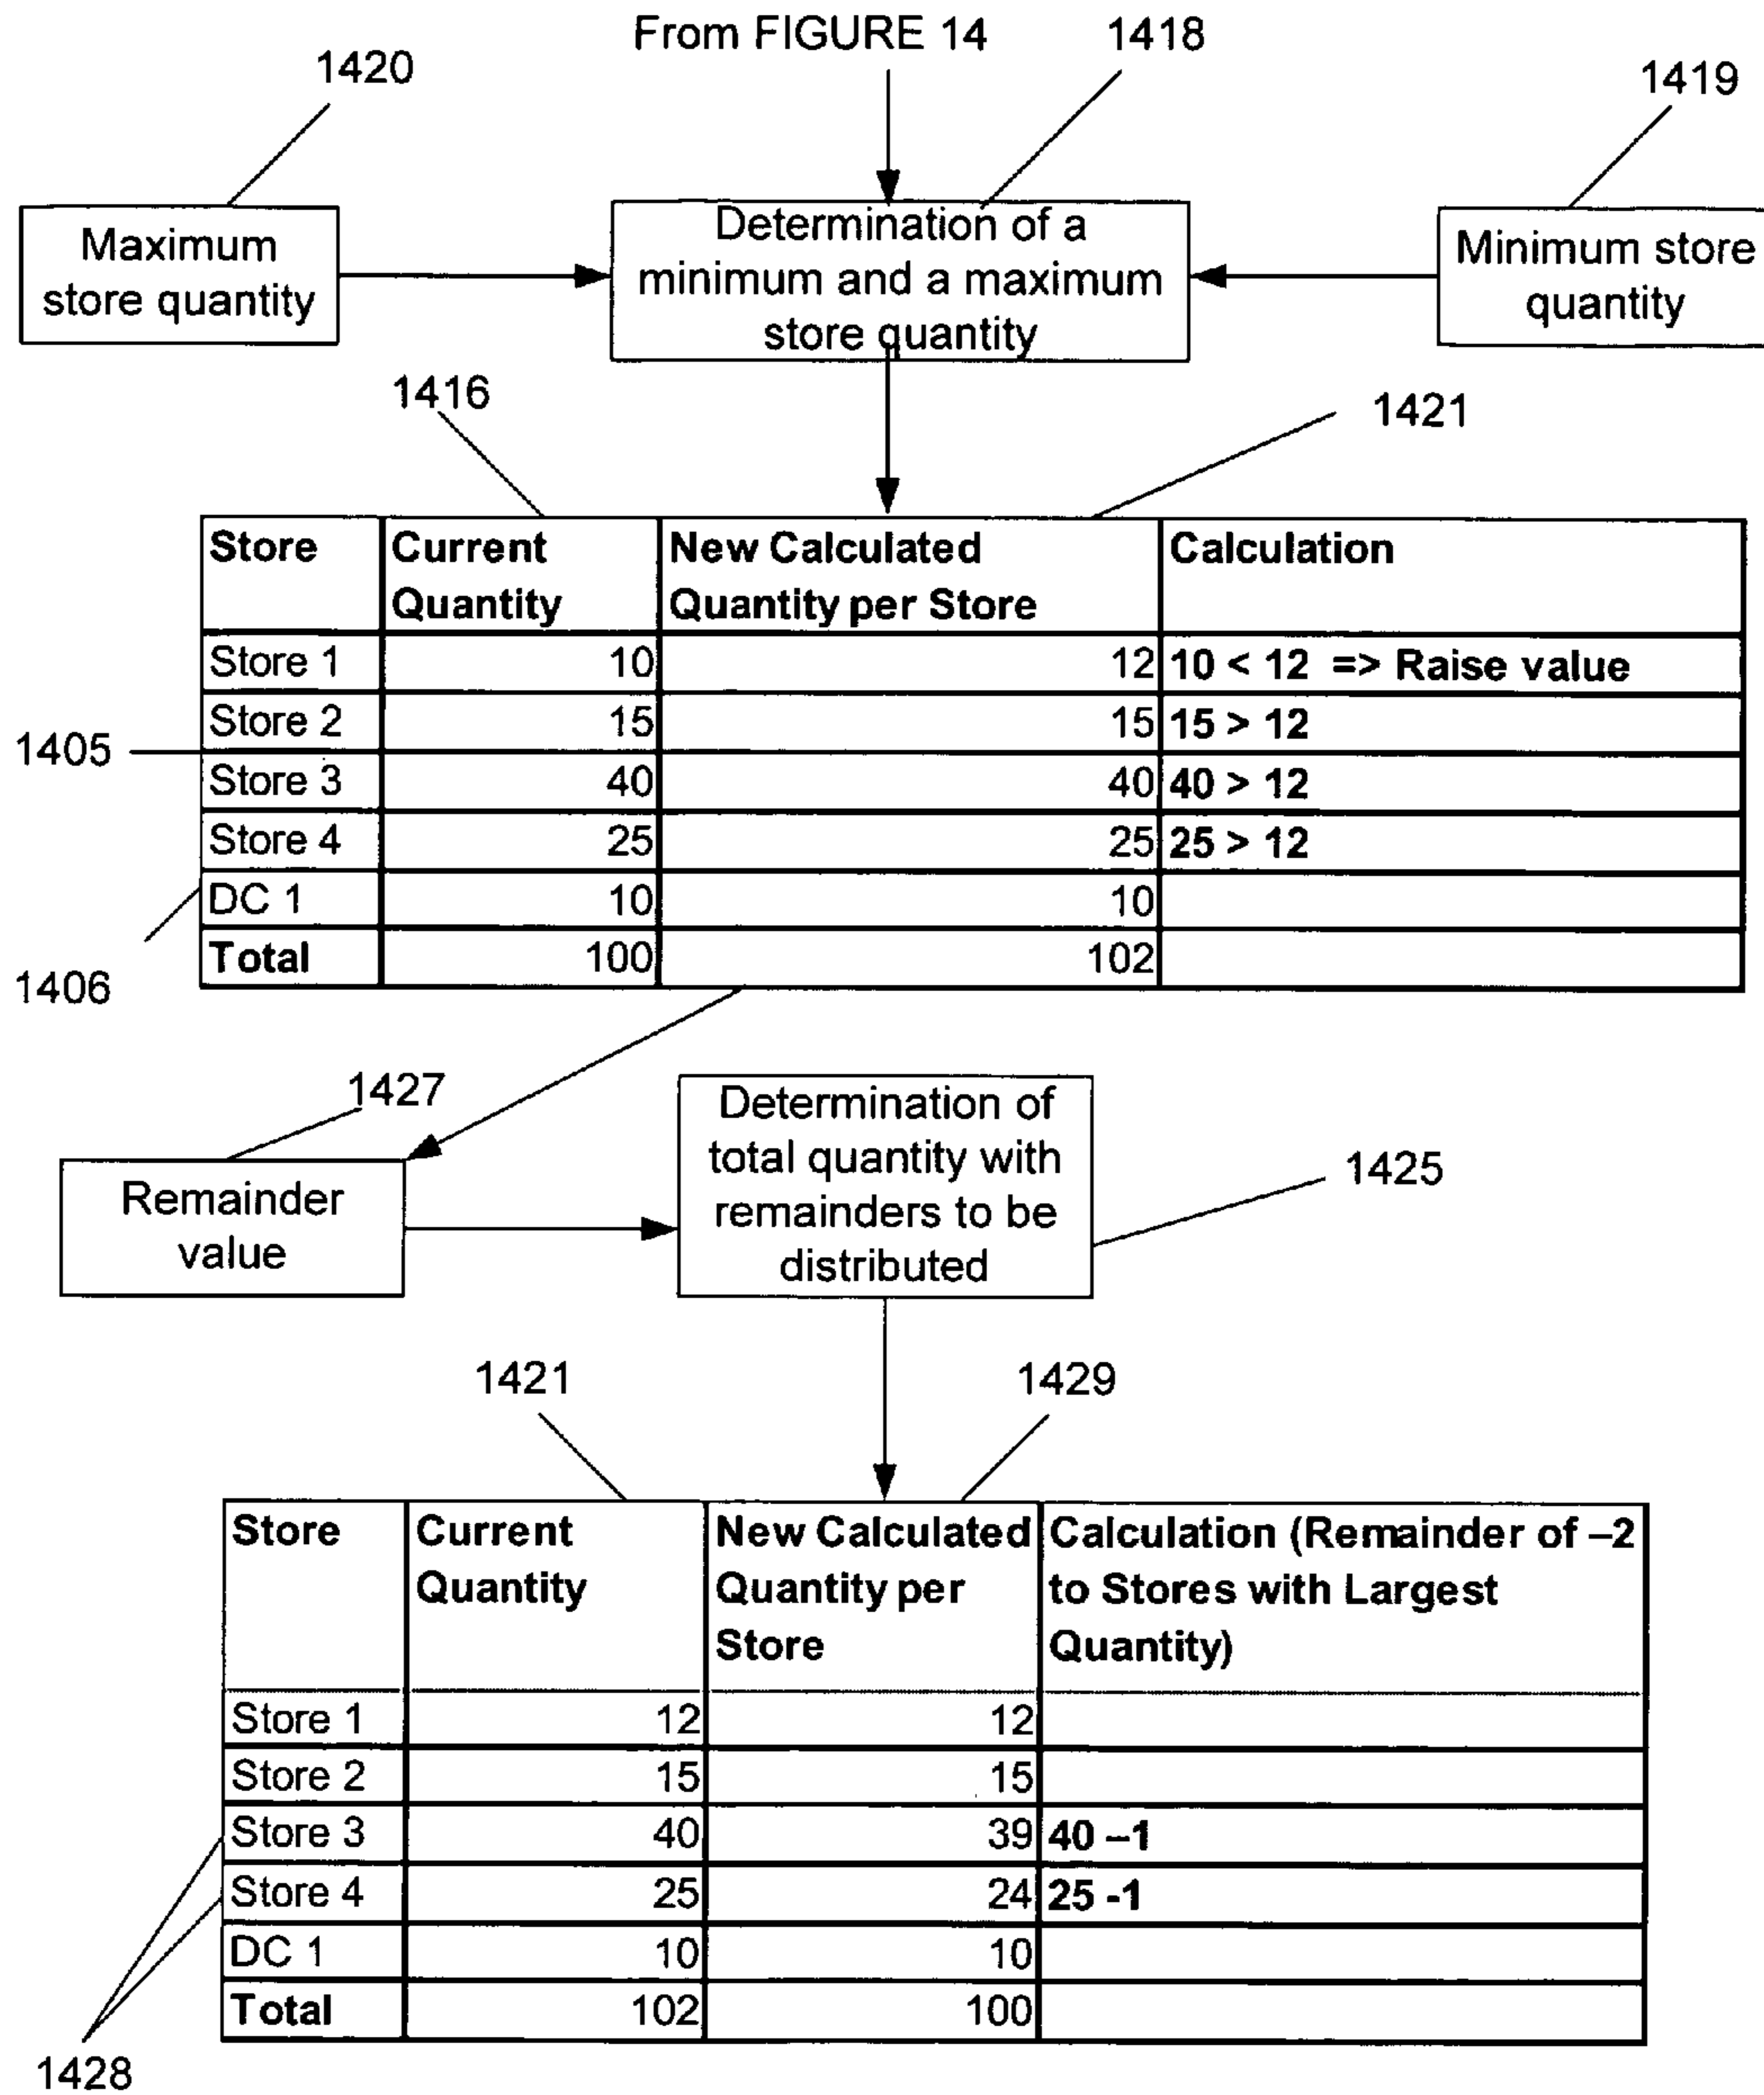 From FIGURE 14
1418
1420
1419
Maximum
store quantity
Determination of a
minimum and a maximum
store quantity
Minimum store
quantity
1416
1421
Store Current Quantity New Calculated Quantity per Store Calculation
Store 1 10 12 10 < 12 => Raise value
Store 2 15 15 15 > 12
1405
Store 3 40 40 40 > 12
Store 4 25 25 25 > 12
DC 1 10 10
Total 100 102
1406
1427
Remainder
value
Determination of
total quantity with
remainders to be
distributed
1425
1421
1429
Store Current Quantity New Calculated Quantity per Store Calculation (Remainder of –2 to Stores with Largest Quantity)
Store 1 12 12
Store 2 15 15
Store 3 40 39 40 –1
Store 4 25 24 25 -1
DC 1 10 10
Total 102 100
1428